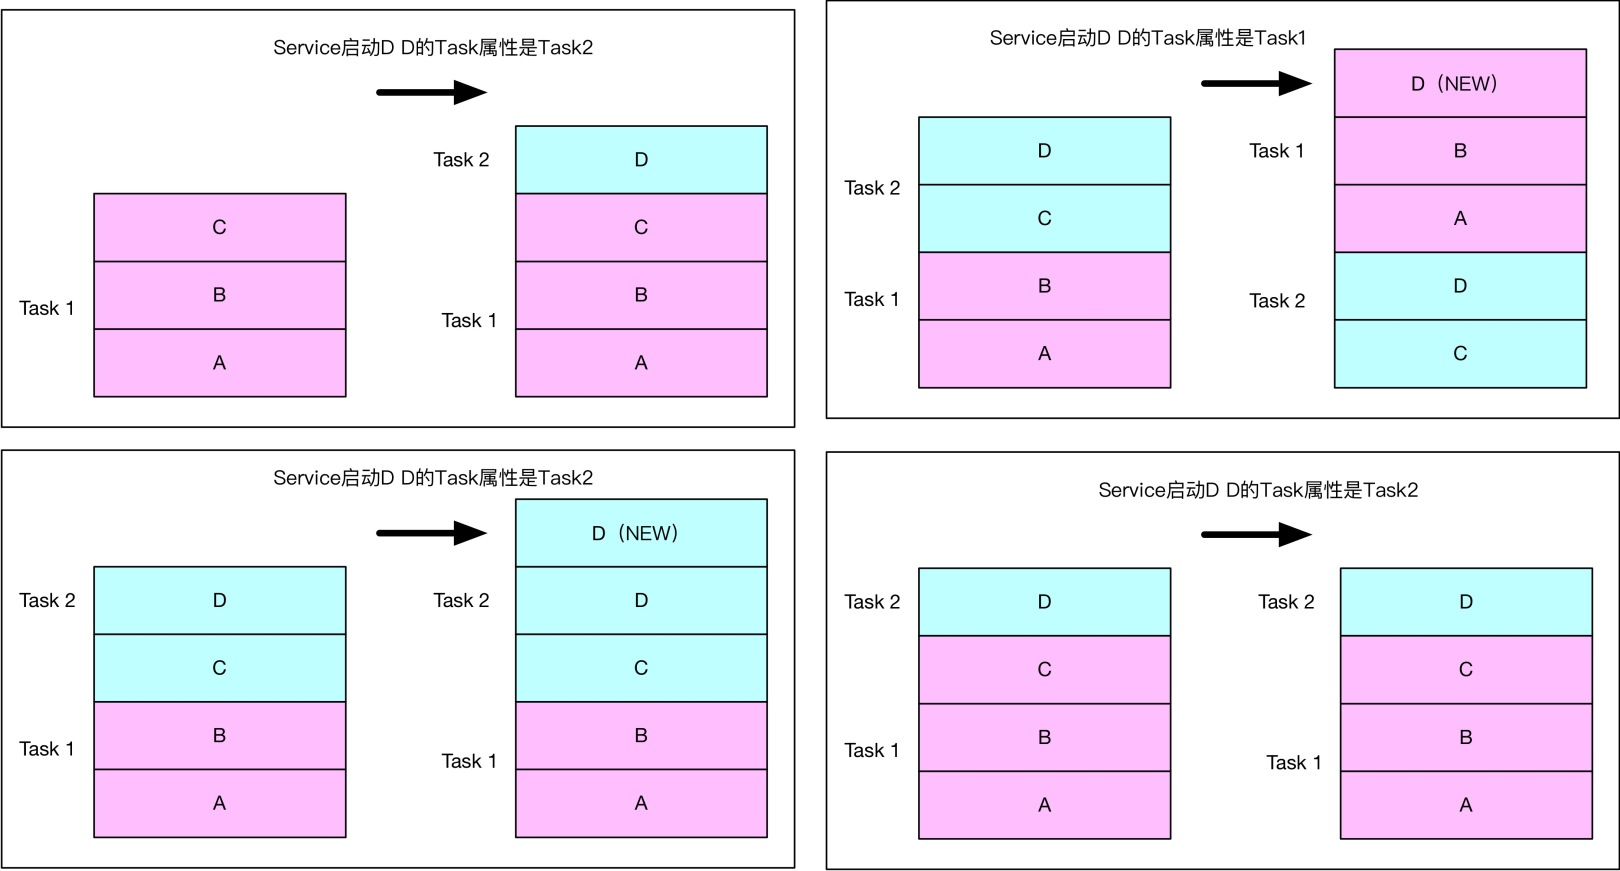 Service启动D D的Task属性是Task2
Task 2
D
C
C
B
B
Task 1
Task 1
A
A
Service启动D D的Task属性是Task1
D（NEW）
D
Task 1
B
Task 2
C
A
B
D
Task 1
Task 2
A
C
Service启动D D的Task属性是Task2
D（NEW）
Task 2
D
Task 2
D
C
C
B
B
Task 1
Task 1
A
A
Service启动D D的Task属性是Task2
Task 2
D
Task 2
D
C
C
B
B
Task 1
Task 1
A
A